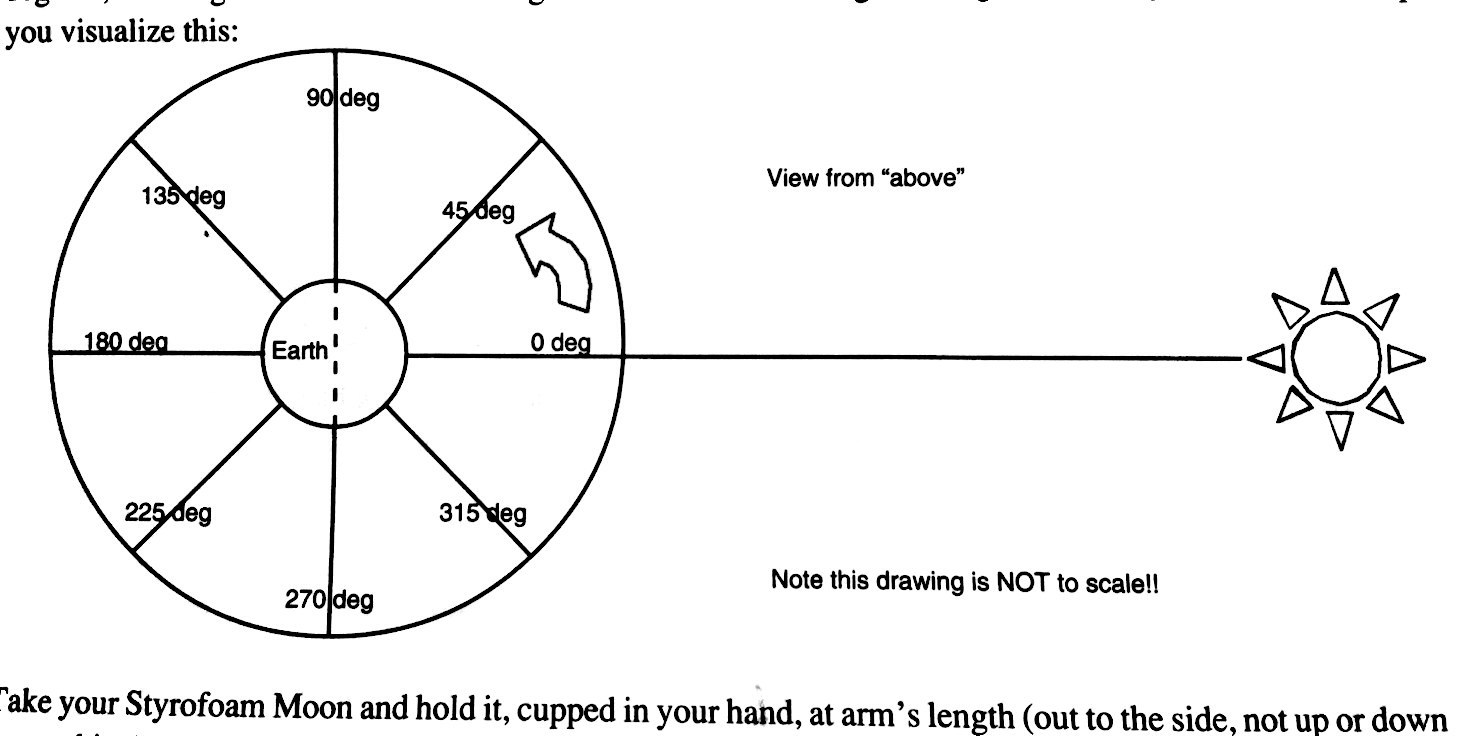 you visualize this:
90 deg
View from “above”
135 deg
45 deg
180 deg
Earth
0 deg
225 deg
315 deg
Note this drawing is NOT to scale!!
270 deg
Take your Styrofoam Moon and hold it, cupped in your hand, at arm’s length (out to the side, not up or down